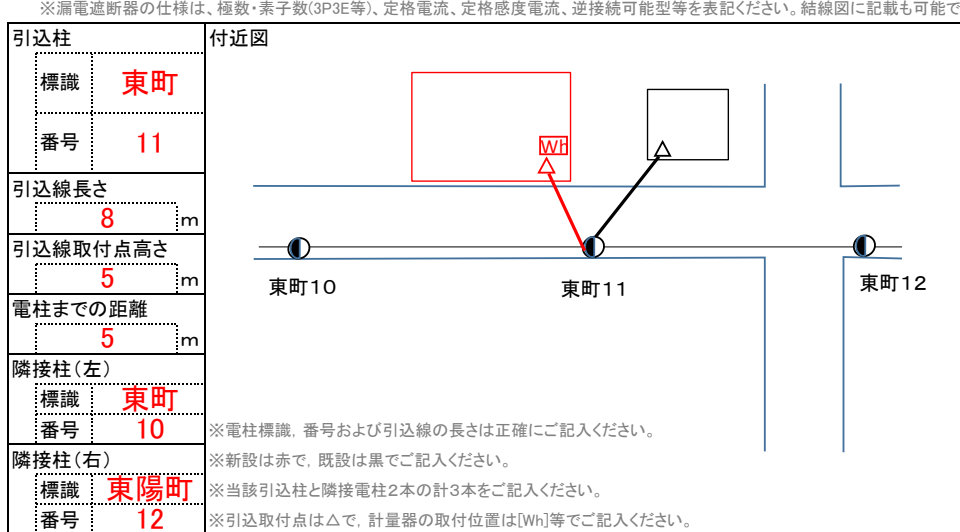 ※漏電遮断器の仕様は、極数・素子数(3P3E等)、定格電流、定格感度電流、逆接続可能型等を表記ください。結線図に記載も可能で
引込柱
標識 東町
番号 11
引込線長さ
8 m
引込線取付点高さ
5 m
電柱までの距離
5 m
隣接柱(左)
標識 東町
番号 10
隣接柱(右)
標識 東陽町
番号 12
付近図
Wh
東町10
東町11
東町12
※電柱標識, 番号および引込線の長さは正確にご記入ください。
※新設は赤で, 既設は黒でご記入ください。
※当該引込柱と隣接電柱2本の計3本をご記入ください。
※引込取付点は△で, 計量器の取付位置は[Wh]等でご記入ください。